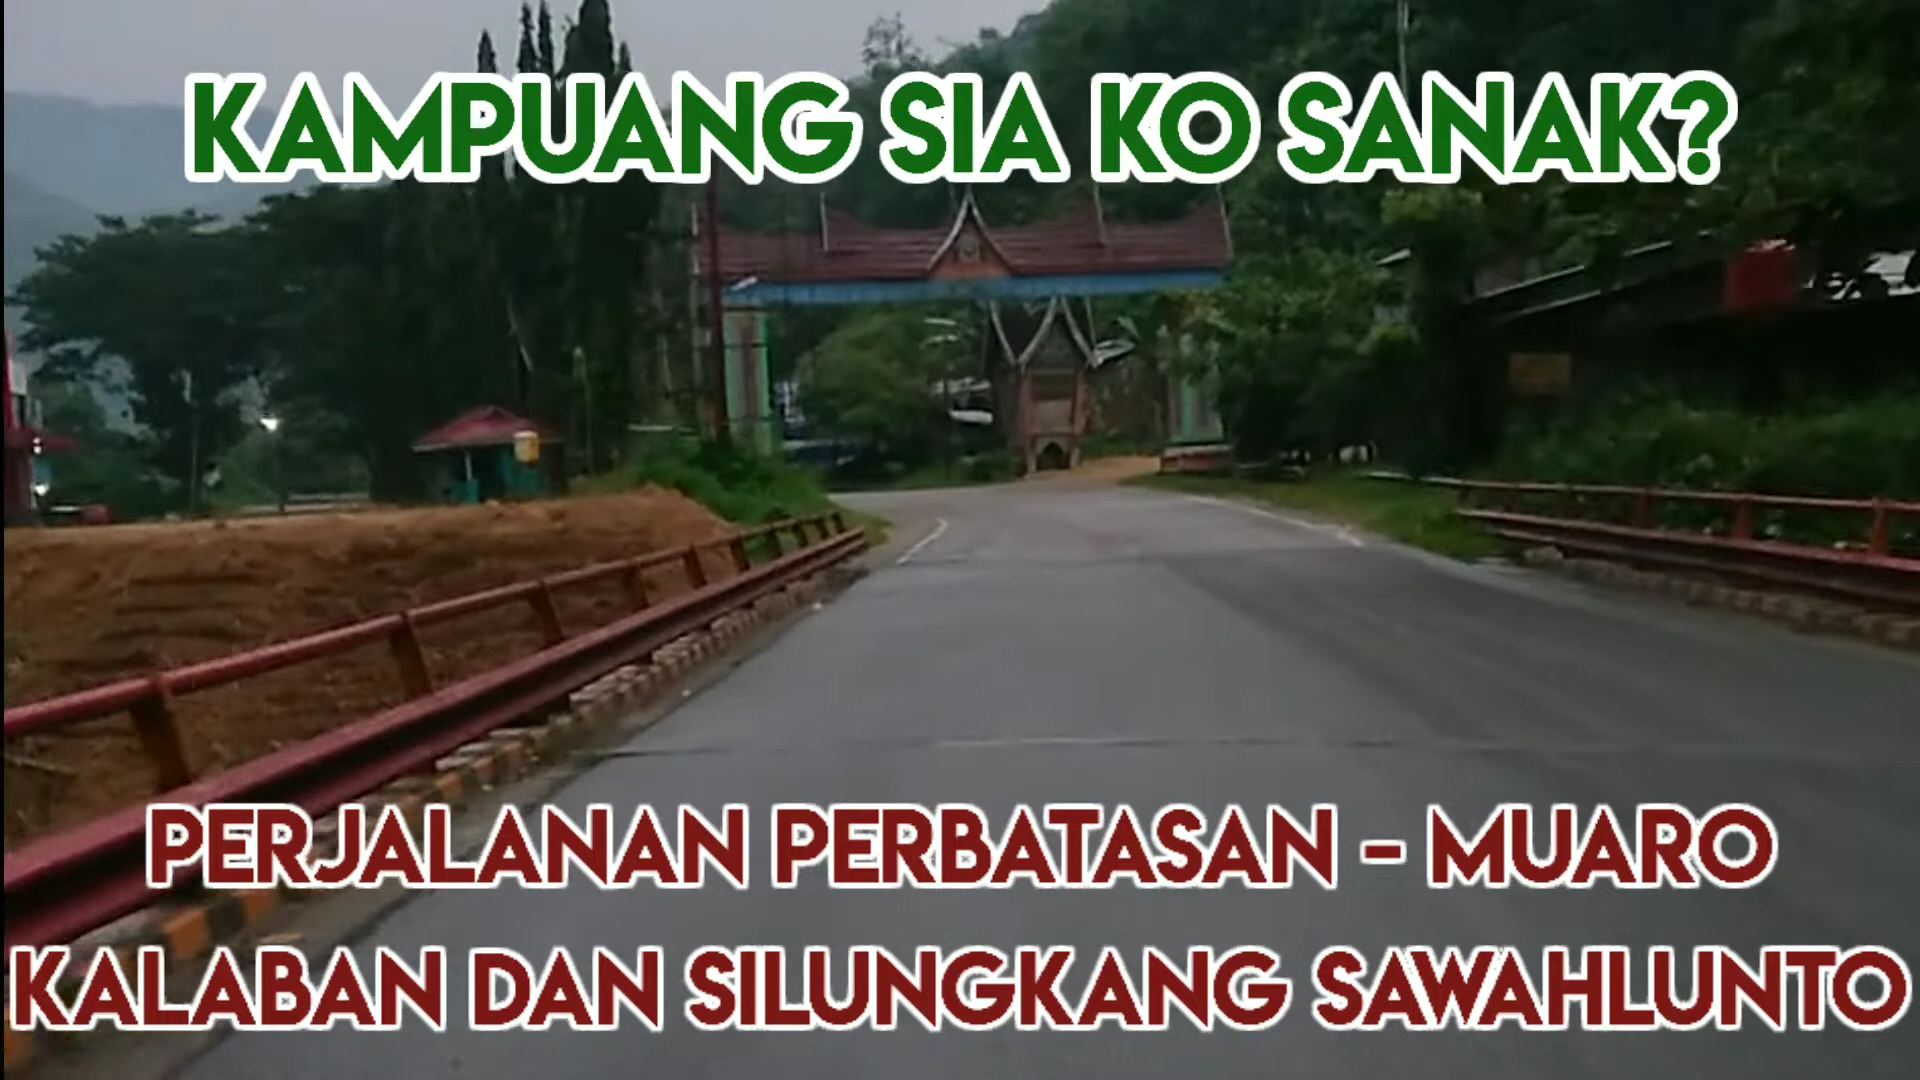 KAMPUANG SIA KO SANAK?
PERJALANAN PERBATASAN - MUARO
KALABAN DAN SILUNGKANG SAWAHLUNTO